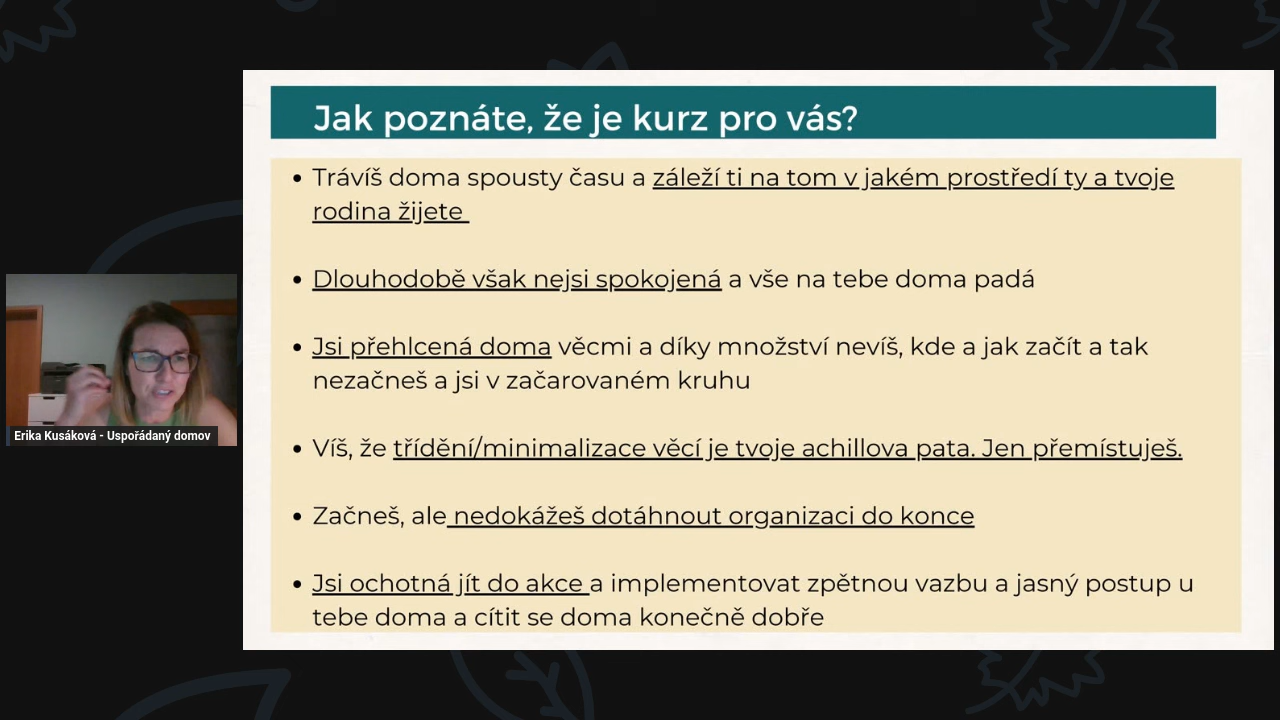 Jak poznáte, že je kurz pro vás?
• Trávíš doma spousty času a záleží ti na tom v jakém prostředí ty a tvoje
rodina žijete
• Dlouhodobě však nejsi spokojená a vše na tebe doma padá
• Jsi přehlcená doma věcmi a díky množství nevíš, kde a jak začít a tak
nezačneš a jsi v začarovaném kruhu
• Víš, že třídění/minimalizace věcí je tvoje achillova pata. Jen přemístuješ.
• Začneš, ale nedokážeš dotáhnout organizaci do konce
• Jsi ochotná jít do akce a implementovat zpětnou vazbu a jasný postup u
tebe doma a cítit se doma konečně dobře
Erika Kusáková - Uspořádaný domov